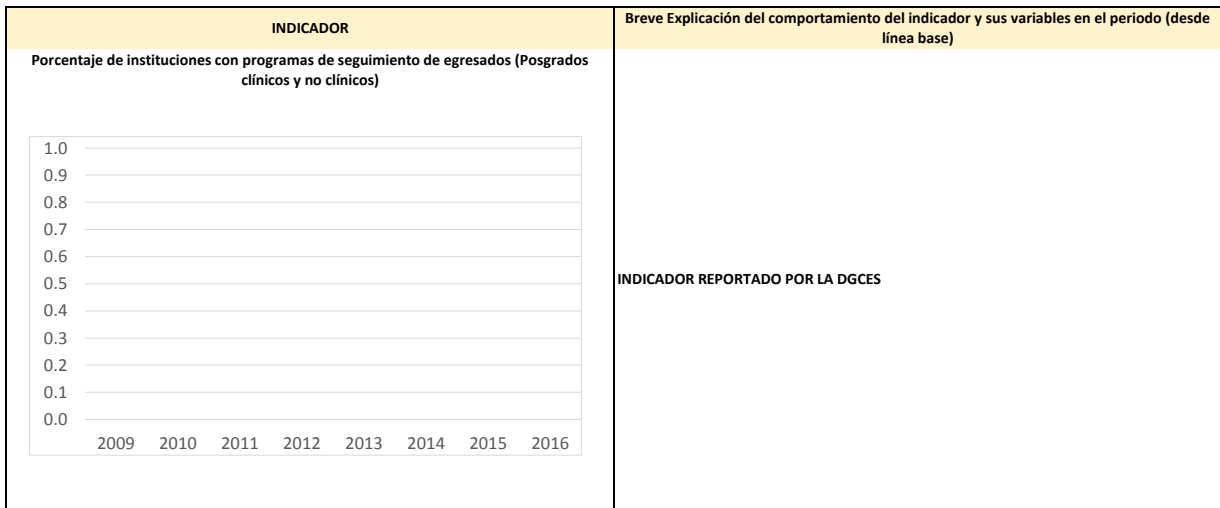 INDICADOR
Breve Explicación del comportamiento del indicador y sus variables en el periodo (desde
línea base)
Porcentaje de instituciones con programas de seguimiento de egresados (Posgrados
clínicos y no clínicos)
1.0
0.9
0.8
0.7
0.6
0.5
0.4
0.3
0.2
0.1
0.0
2009 2010 2011 2012 2013 2014 2015 2016
INDICADOR REPORTADO POR LA DGCES